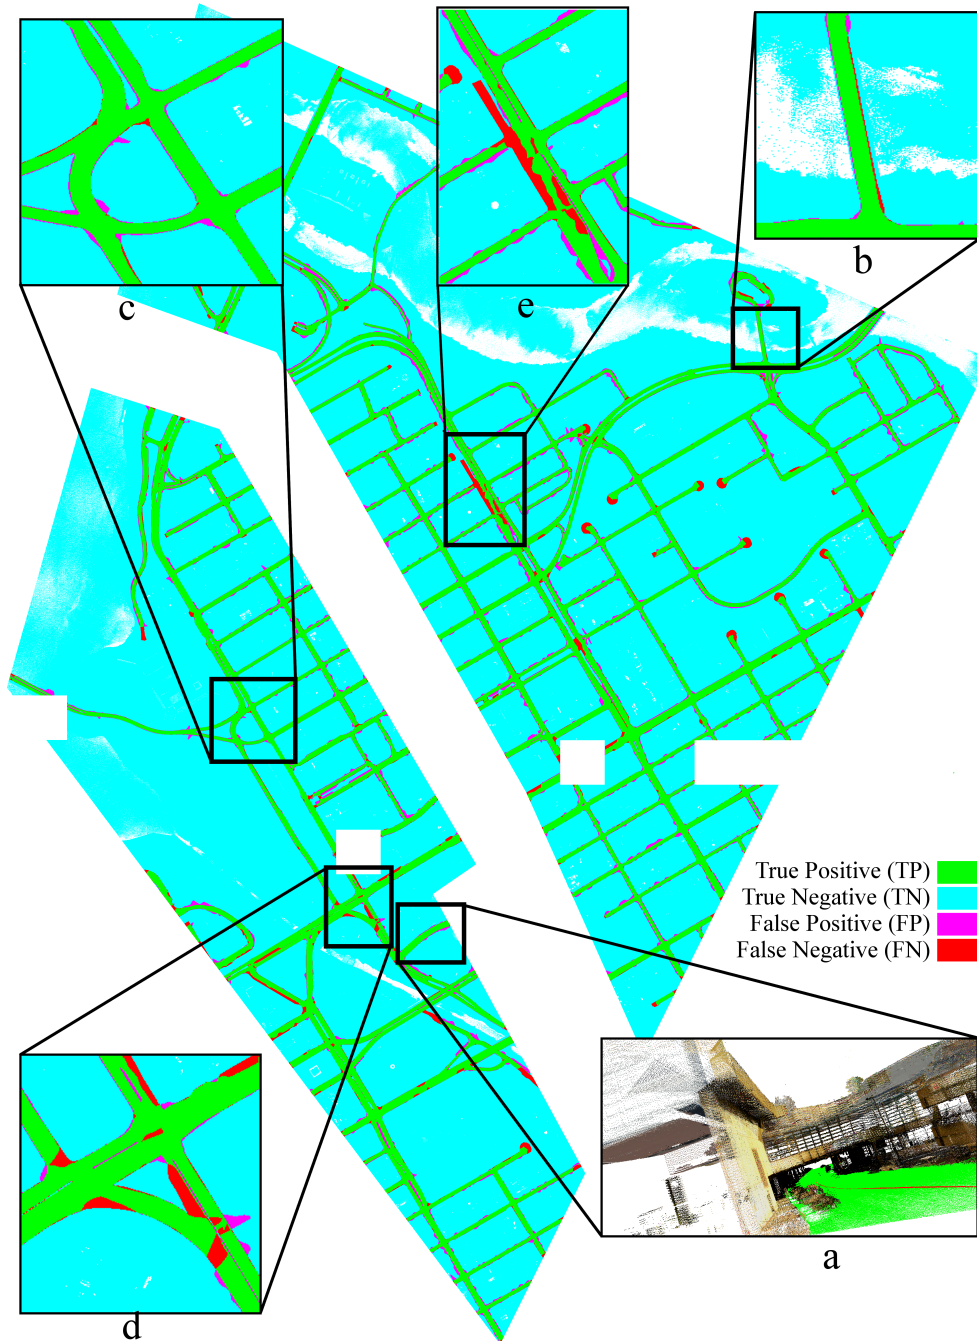 b
c
e
True Positive (TP)
True Negative (TN)
False Positive (FP)
False Negative (FN)
a
d